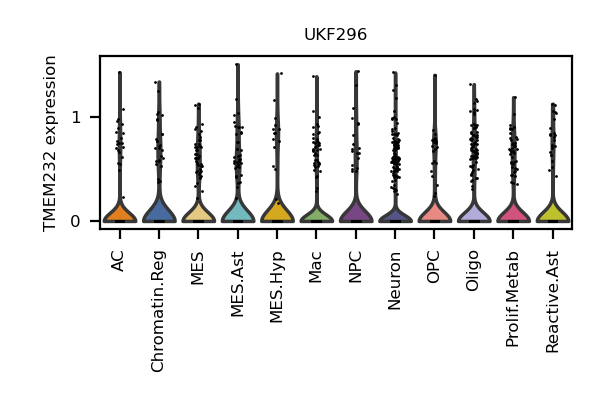 UKF296
TMEM232 expression
1
0
AC
Chromatin.Reg
MES
MES.Ast
MES.Hyp
Mac
NPC
Neuron
OPC
Oligo
Prolif.Metab
Reactive.Ast